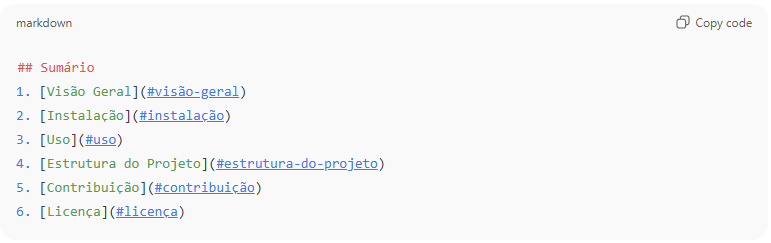 markdown
Copy code
## Sumário
1. [Visão Geral](#visão-geral)
2. [Instalação](#instalação)
3. [Uso](#uso)
4. [Estrutura do Projeto](#estrutura-do-projeto)
5. [Contribuição](#contribuição)
6. [Licença](#licença)